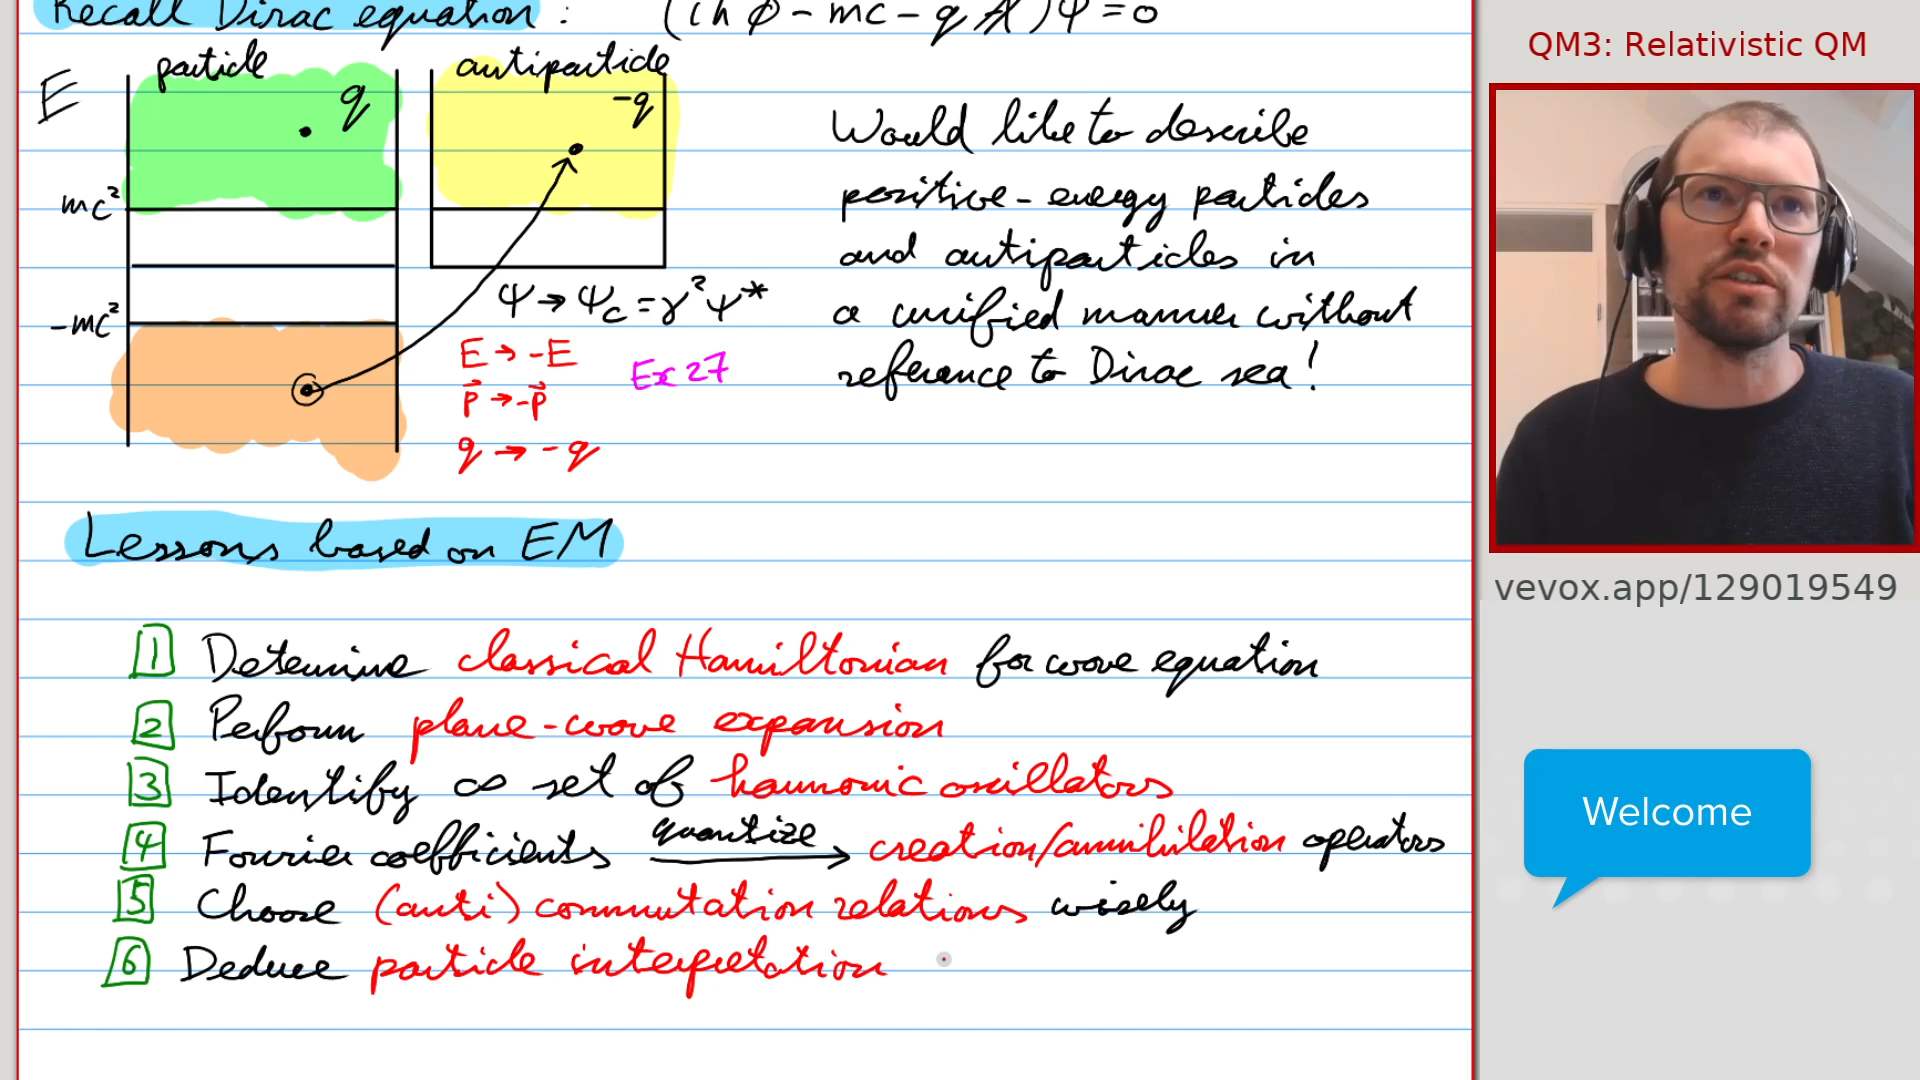 Recall Dirac equation : (iħ∂̸ - mc - qA̸)Ψ = 0
particle
antiparticle
E
q
-q
mc²
-mc²
Ψ → Ψc = γ²Ψ*
E → -E
p⃗ → -p⃗
q → -q
Ex 27
Would like to describe
positive-energy particles
and antiparticles in
a unified manner without
reference to Dirac sea!
Lessons based on EM
1 Determine classical Hamiltonian for wave equation
2 Perform plane-wave expansion
3 Identify ∞ set of harmonic oscillators
4 Fourier coefficients quantize → creation/annihilation operators
5 Choose (anti) commutation relations wisely
6 Deduce particle interpretation
QM3: Relativistic QM
vevox.app/129019549
Welcome